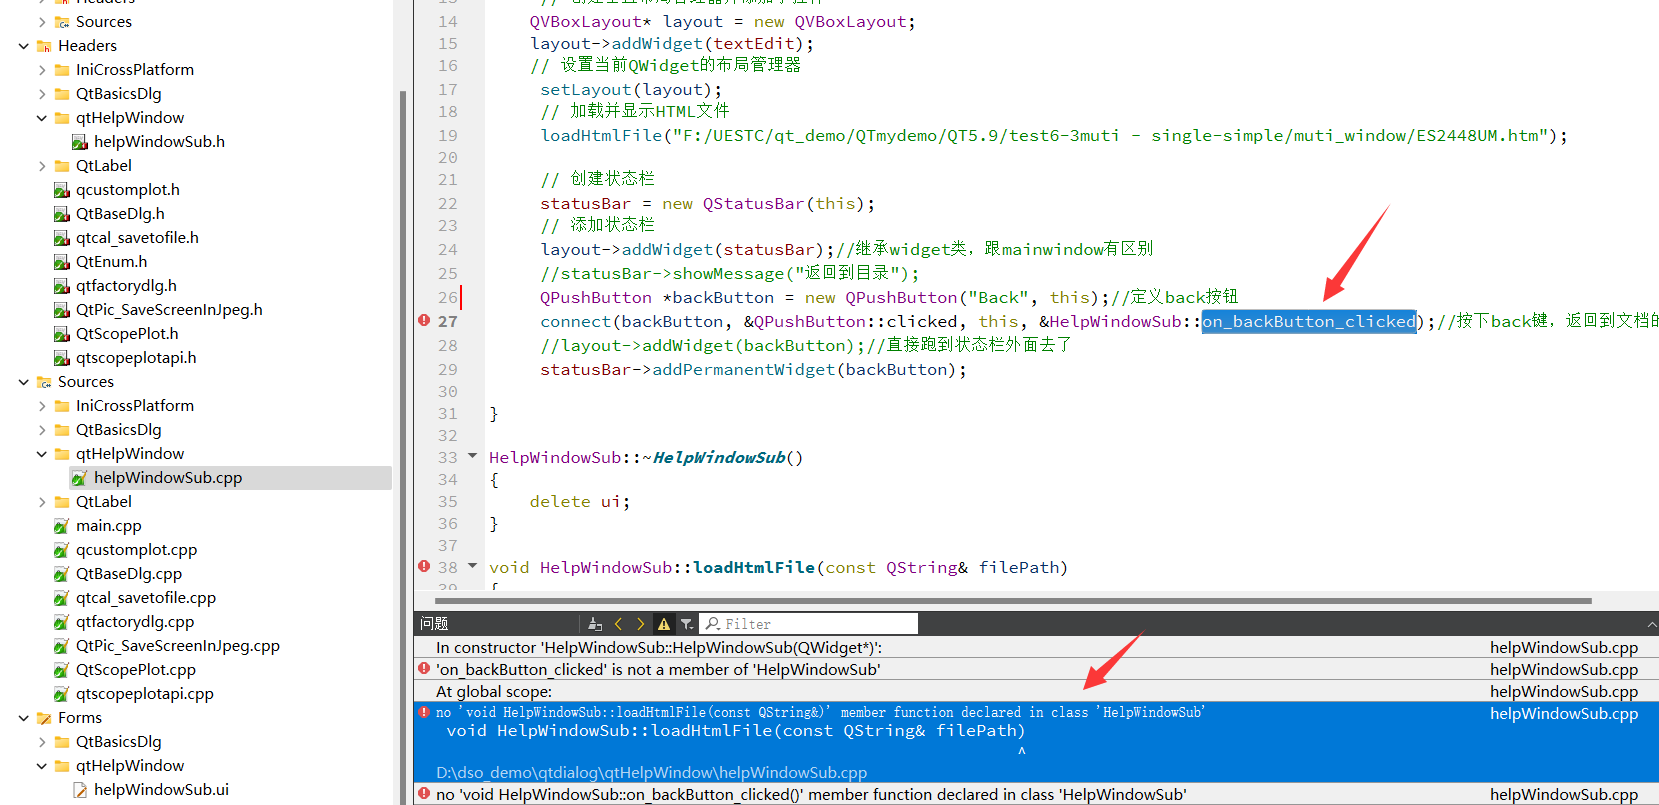 Headers
Sources
Headers
IniCrossPlatform
QtBasicsDlg
qtHelpWindow
helpWindowSub.h
QtLabel
qcustomplot.h
QtBaseDlg.h
qtcal_savetofile.h
QtEnum.h
qtfactorydlg.h
QtPic_SaveScreenInJpeg.h
QtScopePlot.h
qtscopeplotapi.h
Sources
IniCrossPlatform
QtBasicsDlg
qtHelpWindow
helpWindowSub.cpp
QtLabel
main.cpp
qcustomplot.cpp
QtBaseDlg.cpp
qtcal_savetofile.cpp
qtfactorydlg.cpp
QtPic_SaveScreenInJpeg.cpp
QtScopePlot.cpp
qtscopeplotapi.cpp
Forms
QtBasicsDlg
qtHelpWindow
helpWindowSub.ui
14 QVBoxLayout* layout = new QVBoxLayout;
15 layout->addWidget(textEdit);
16 // 设置当前QWidget的布局管理器
17 setLayout(layout);
18 // 加载并显示HTML文件
19 loadHtmlFile("F:/UESTC/qt_demo/QTmydemo/QT5.9/test6-3muti - single-simple/muti_window/ES2448UM.htm");
20
21 // 创建状态栏
22 statusBar = new QStatusBar(this);
23 // 添加状态栏
24 layout->addWidget(statusBar);//继承widget类，跟mainwindow有区别
25 //statusBar->showMessage("返回到目录");
26 QPushButton *backButton = new QPushButton("Back", this);//定义back按钮
27 connect(backButton, &QPushButton::clicked, this, &HelpWindowSub::on_backButton_clicked);//按下back键，返回到文档的
28 //layout->addWidget(backButton);//直接跑到状态栏外面去了
29 statusBar->addPermanentWidget(backButton);
30
31 }
32
33 HelpWindowSub::~HelpWindowSub()
34 {
35 delete ui;
36 }
37
38 void HelpWindowSub::loadHtmlFile(const QString& filePath)
39 {
问题 Filter
In constructor 'HelpWindowSub::HelpWindowSub(QWidget*)': helpWindowSub.cpp
'on_backButton_clicked' is not a member of 'HelpWindowSub' helpWindowSub.cpp
At global scope: helpWindowSub.cpp
no 'void HelpWindowSub::loadHtmlFile(const QString&)' member function declared in class 'HelpWindowSub' helpWindowSub.cpp
void HelpWindowSub::loadHtmlFile(const QString& filePath)
^
D:\dso_demo\qtdialog\qtHelpWindow\helpWindowSub.cpp
no 'void HelpWindowSub::on_backButton_clicked()' member function declared in class 'HelpWindowSub' helpWindowSub.cpp